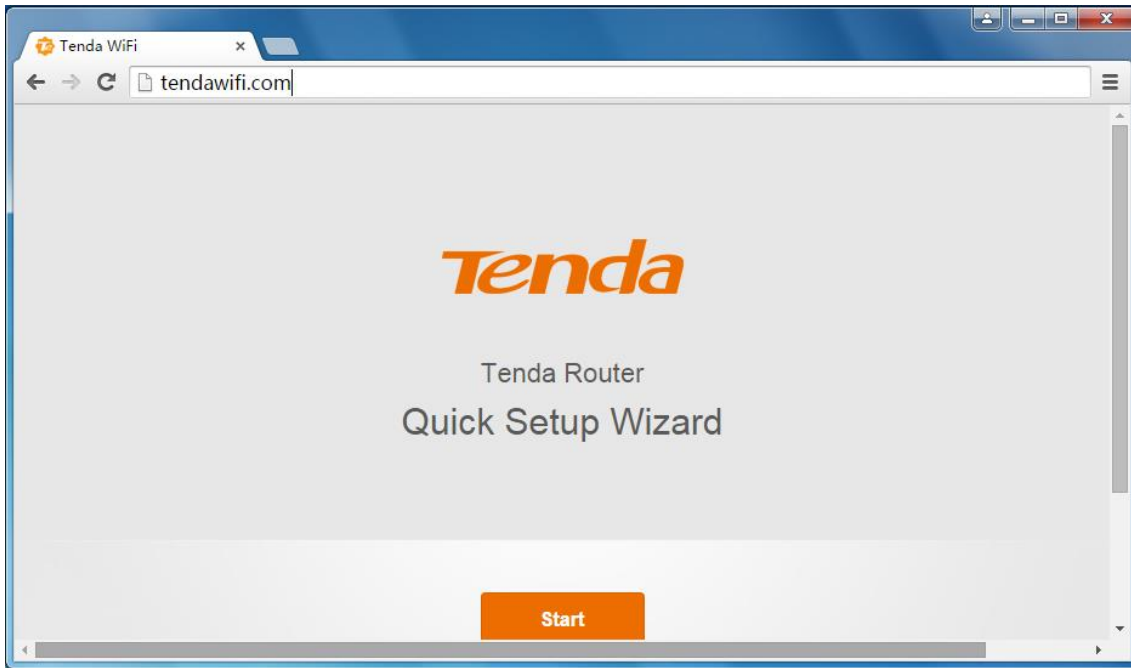 Tenda WiFi
tendawifi.com
Tenda
Tenda Router
Quick Setup Wizard
Start